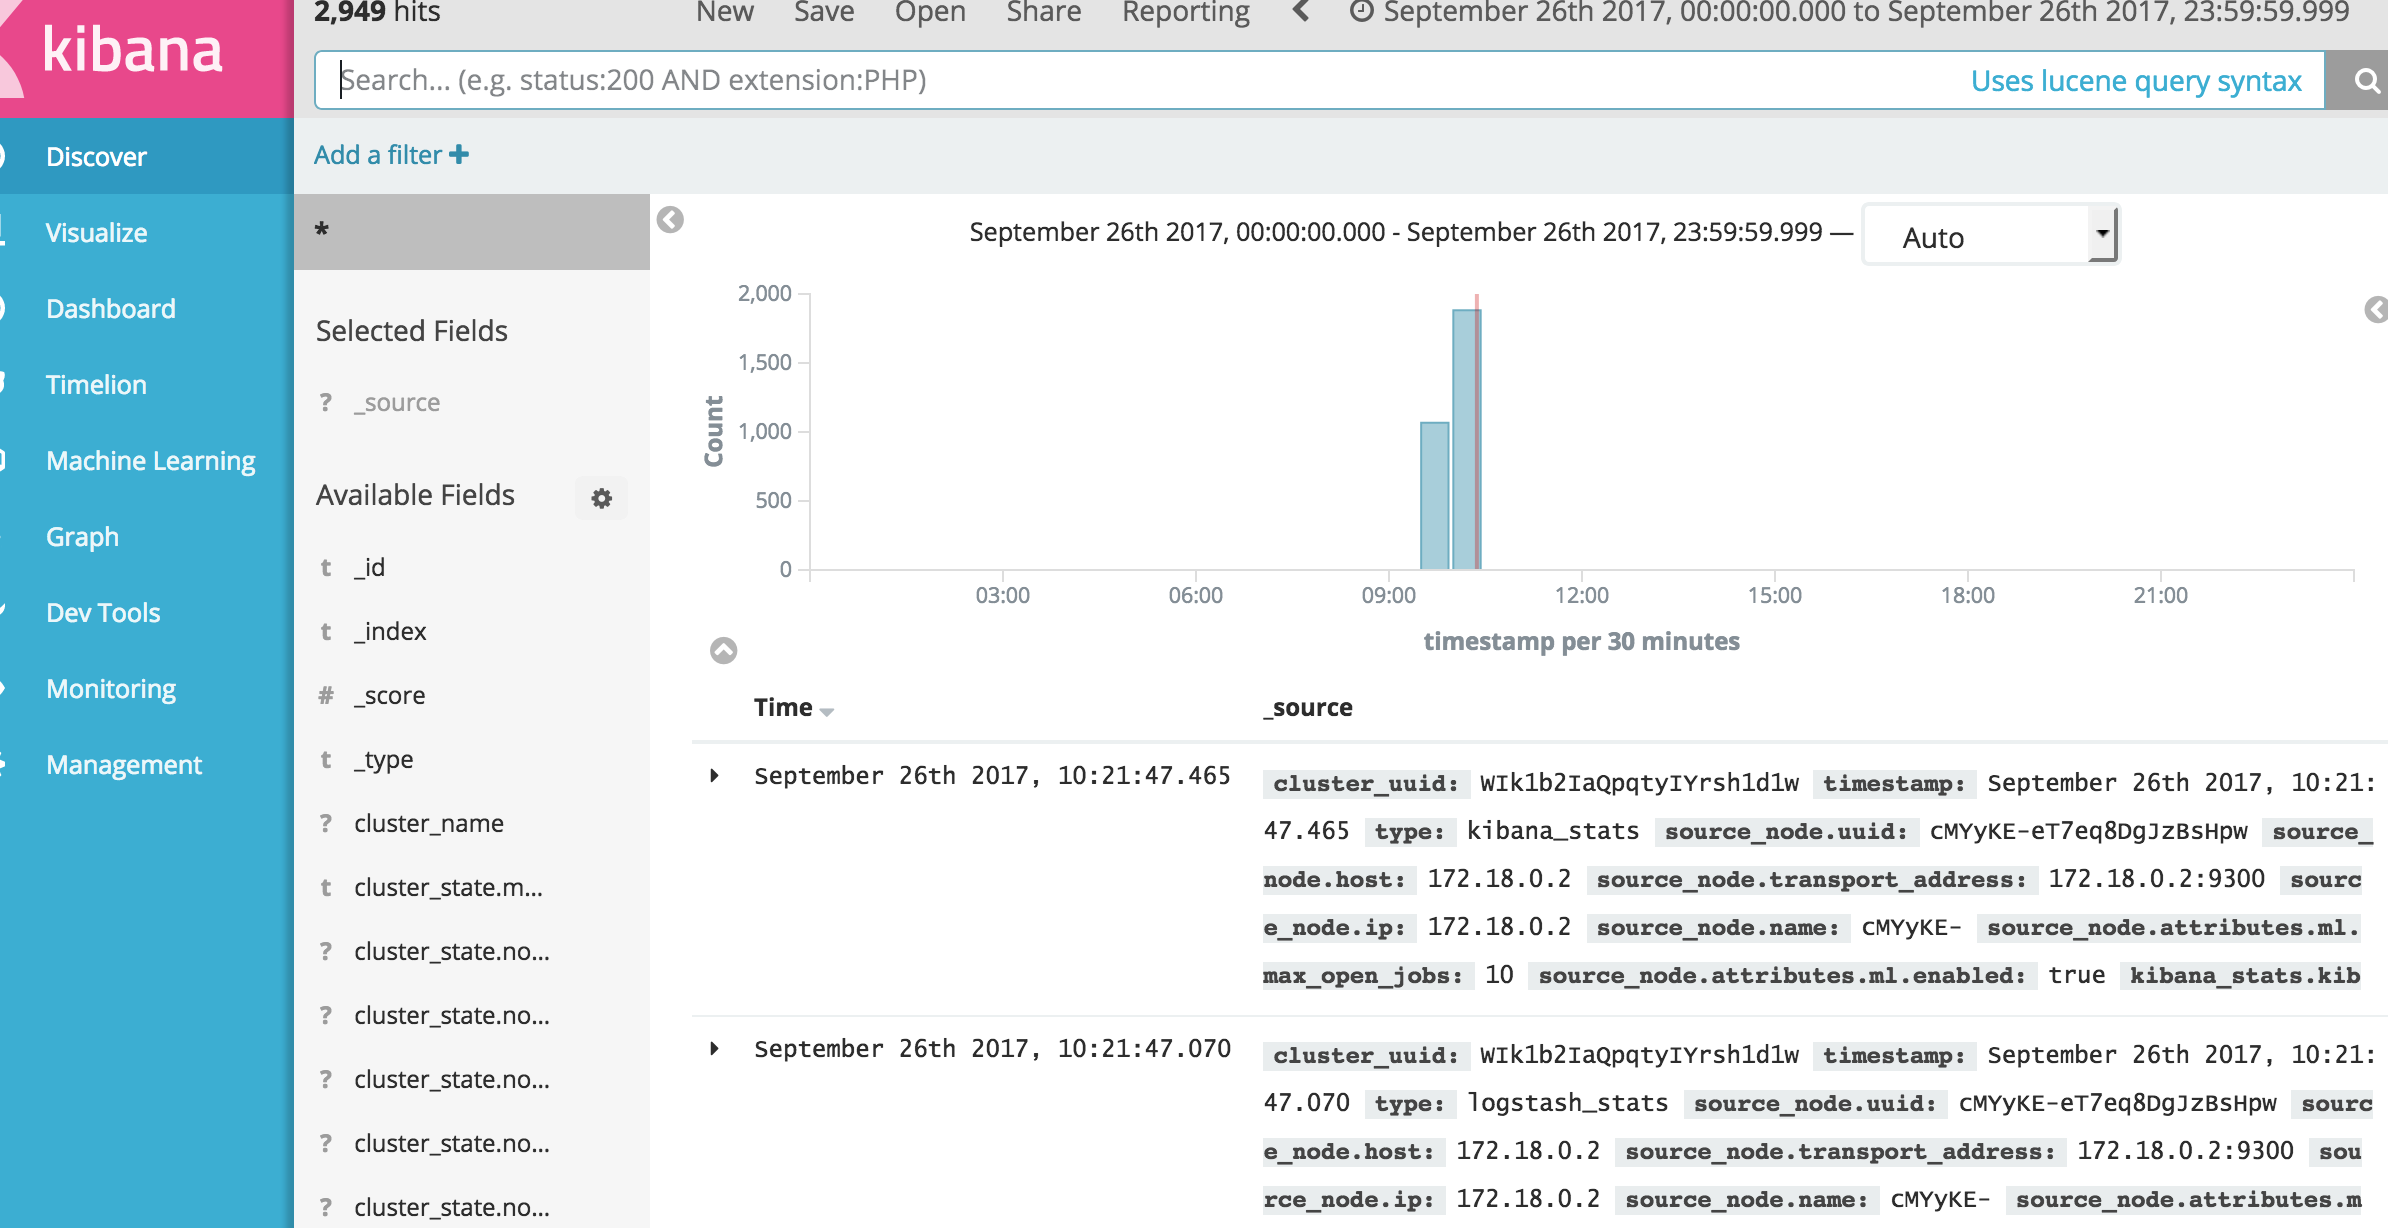 kibana
2,949 hits
New Save Open Share Reporting
September 26th 2017, 00:00:00.000 to September 26th 2017, 23:59:59.999
Search... (e.g. status:200 AND extension:PHP)
Uses lucene query syntax
Add a filter +
Discover
Visualize
Dashboard
Timelion
Machine Learning
Graph
Dev Tools
Monitoring
Management
*
Selected Fields
? _source
Available Fields
t _id
t _index
# _score
t _type
? cluster_name
t cluster_state.m...
? cluster_state.no...
? cluster_state.no...
? cluster_state.no...
? cluster_state.no...
? cluster_state.no...
September 26th 2017, 00:00:00.000 - September 26th 2017, 23:59:59.999 —
Auto
2,000
1,500
1,000
500
0
Count
03:00 06:00 09:00 12:00 15:00 18:00 21:00
timestamp per 30 minutes
Time _source
September 26th 2017, 10:21:47.465
cluster_uuid: WIk1b2IaQpqtyIYrsh1d1w timestamp: September 26th 2017, 10:21:
47.465 type: kibana_stats source_node.uuid: cMYyKE-eT7eq8DgJzBsHpw source_
node.host: 172.18.0.2 source_node.transport_address: 172.18.0.2:9300 sourc
e_node.ip: 172.18.0.2 source_node.name: cMYyKE- source_node.attributes.ml.
max_open_jobs: 10 source_node.attributes.ml.enabled: true kibana_stats.kib
September 26th 2017, 10:21:47.070
cluster_uuid: WIk1b2IaQpqtyIYrsh1d1w timestamp: September 26th 2017, 10:21:
47.070 type: logstash_stats source_node.uuid: cMYyKE-eT7eq8DgJzBsHpw sourc
e_node.host: 172.18.0.2 source_node.transport_address: 172.18.0.2:9300 sou
rce_node.ip: 172.18.0.2 source_node.name: cMYyKE- source_node.attributes.m